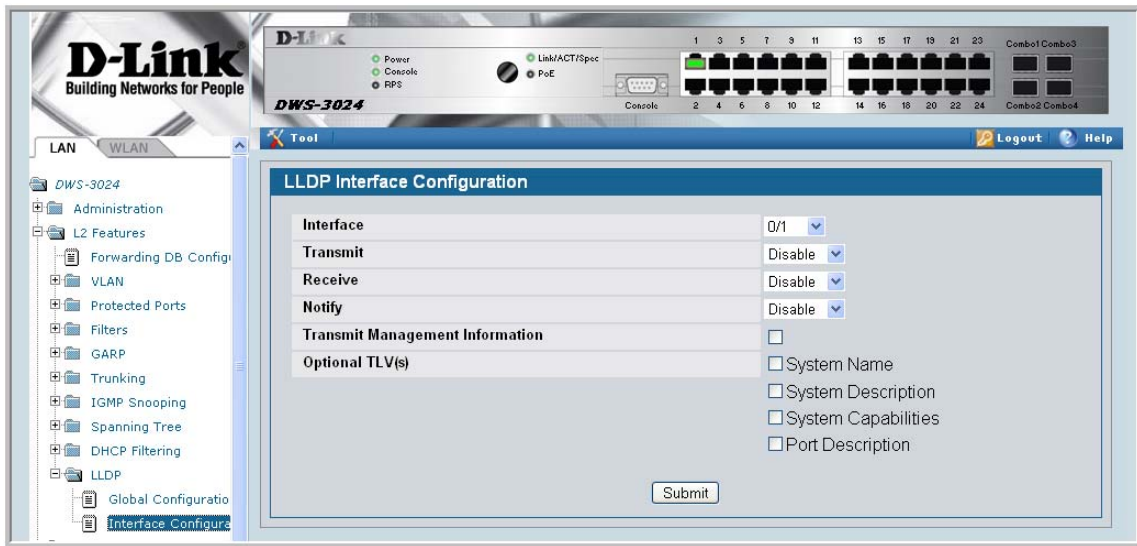 D-Link
Building Networks for People
D-Link
Power
Console
RPS
Link/ACT/Spec
PoE
Console
DWS-3024
1 3 5 7 9 11 13 15 17 19 21 23
2 4 6 8 10 12 14 16 18 20 22 24
Combo1 Combo3
Combo2 Combo4
LAN WLAN
Tool
Logout Help
DWS-3024
Administration
L2 Features
Forwarding DB Configu
VLAN
Protected Ports
Filters
GARP
Trunking
IGMP Snooping
Spanning Tree
DHCP Filtering
LLDP
Global Configuratio
Interface Configura
LLDP Interface Configuration
Interface 0/1
Transmit Disable
Receive Disable
Notify Disable
Transmit Management Information
Optional TLV(s) System Name
System Description
System Capabilities
Port Description
Submit